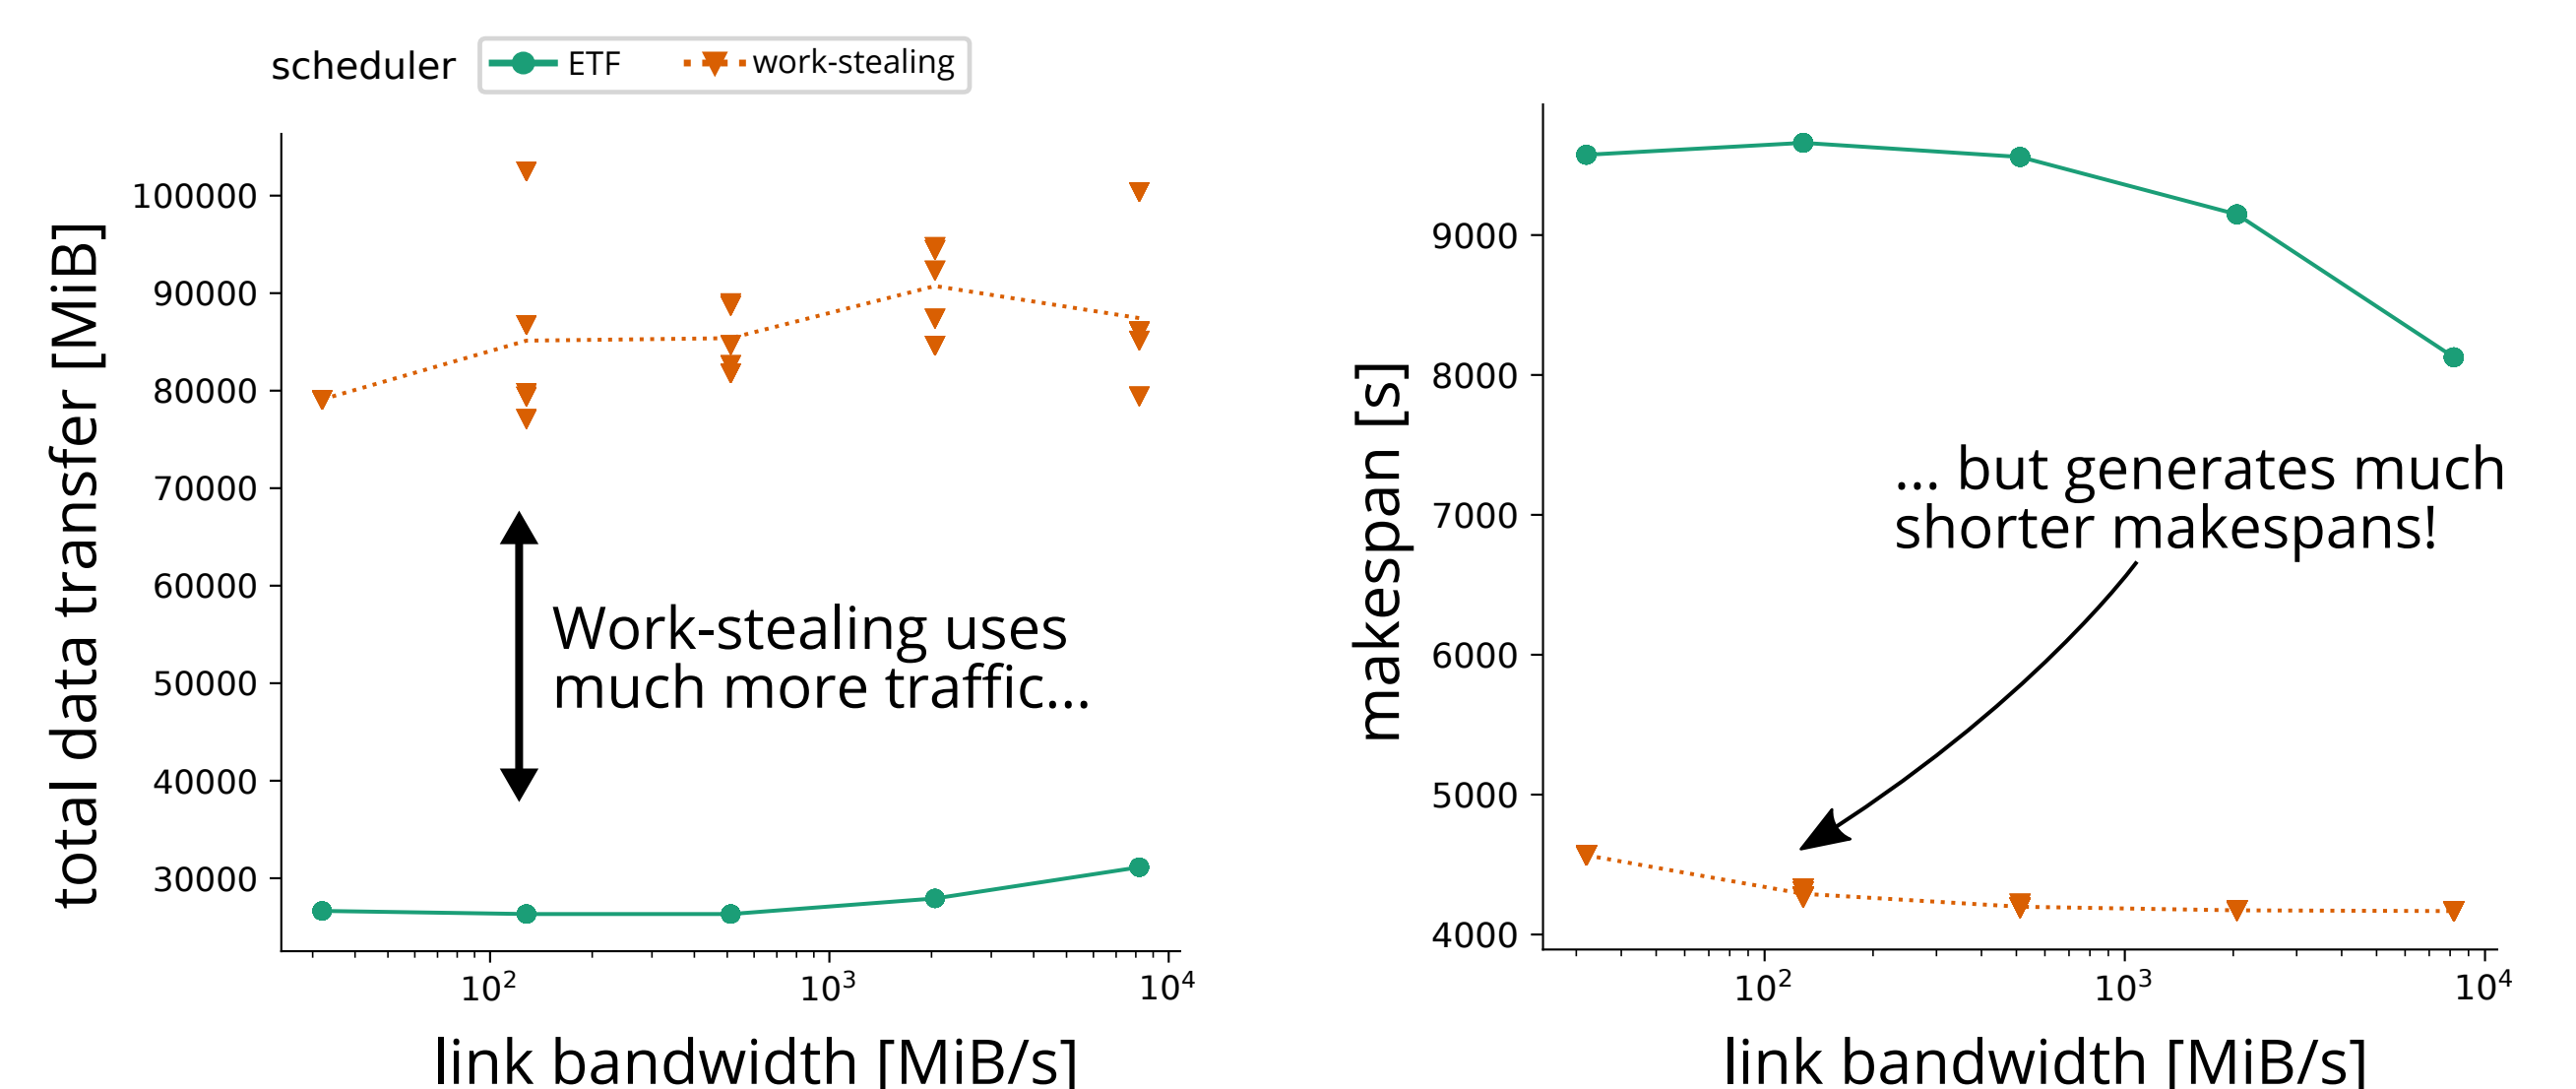 scheduler ETF work-stealing
total data transfer [MiB]
100000
90000
80000
70000
60000
50000
40000
30000
Work-stealing uses
much more traffic...
10² 10³ 10⁴
link bandwidth [MiB/s]
makespan [s]
9000
8000
7000
6000
5000
4000
... but generates much
shorter makespans!
10² 10³ 10⁴
link bandwidth [MiB/s]